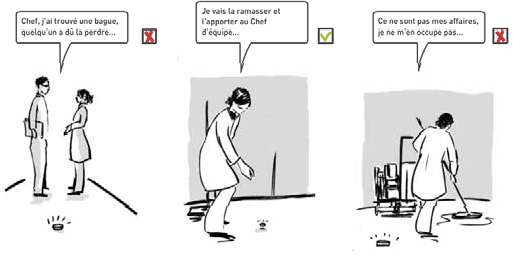 Chef, j'ai trouvé une bague,
quelqu'un a dû la perdre...
Je vais la ramasser et
l'apporter au Chef
d'équipe...
Ce ne sont pas mes affaires,
je ne m'en occupe pas...